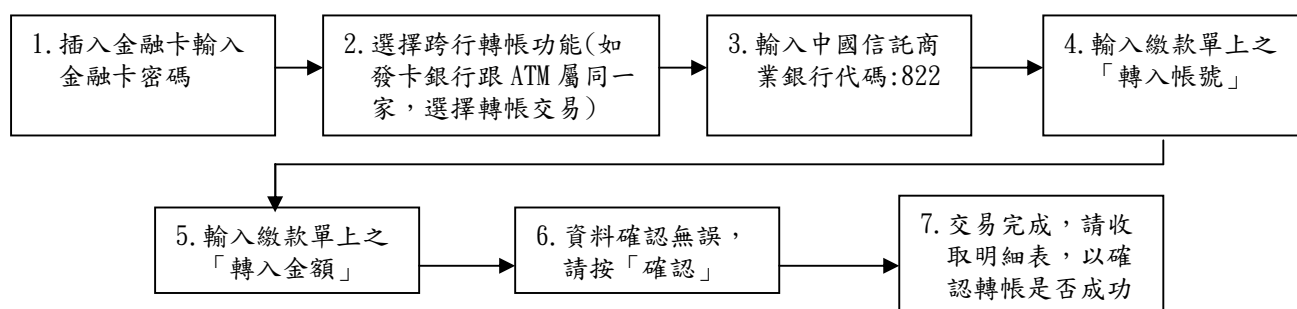 1.插入金融卡輸入
金融卡密碼
2.選擇跨行轉帳功能(如
發卡銀行跟 ATM 屬同一
家，選擇轉帳交易)
3.輸入中國信託商
業銀行代碼:822
4.輸入繳款單上之
「轉入帳號」
5.輸入繳款單上之
「轉入金額」
6.資料確認無誤，
請按「確認」
7.交易完成，請收
取明細表，以確
認轉帳是否成功